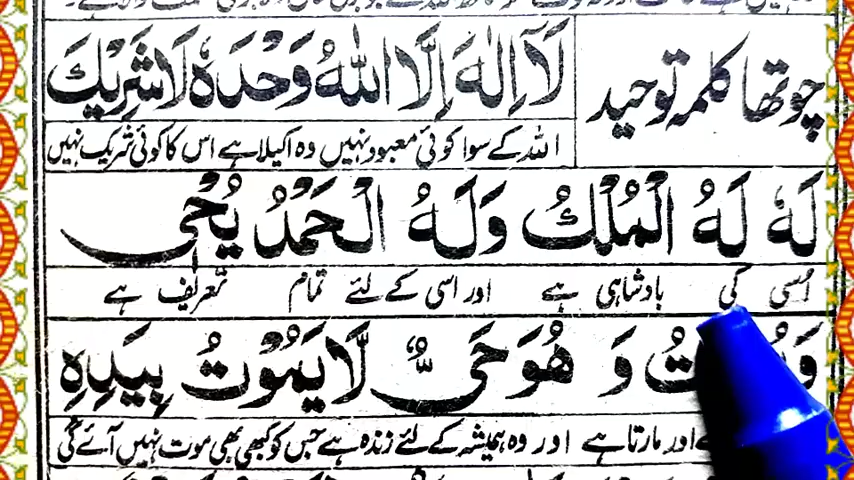 چوتھا کلمہ توحید
لَآ اِلٰهَ اِلَّا اللّٰهُ وَحْدَهٗ لَا شَرِيْكَ
اللہ کے سوا کوئی معبود نہیں وہ اکیلا ہے اس کا کوئی شریک نہیں
لَهٗ لَهُ الْمُلْكُ وَلَهُ الْحَمْدُ يُحْيٖ
اُسی کی بادشاہی ہے اور اسی کے لئے تمام تعریف ہے
وَ هُوَ حَیٌّ لَّا يَمُوْتُ بِيَدِهِ
اور مارتا ہے اور وہ ہمیشہ کے لئے زندہ ہے جس کو کبھی بھی موت نہیں آئے گی